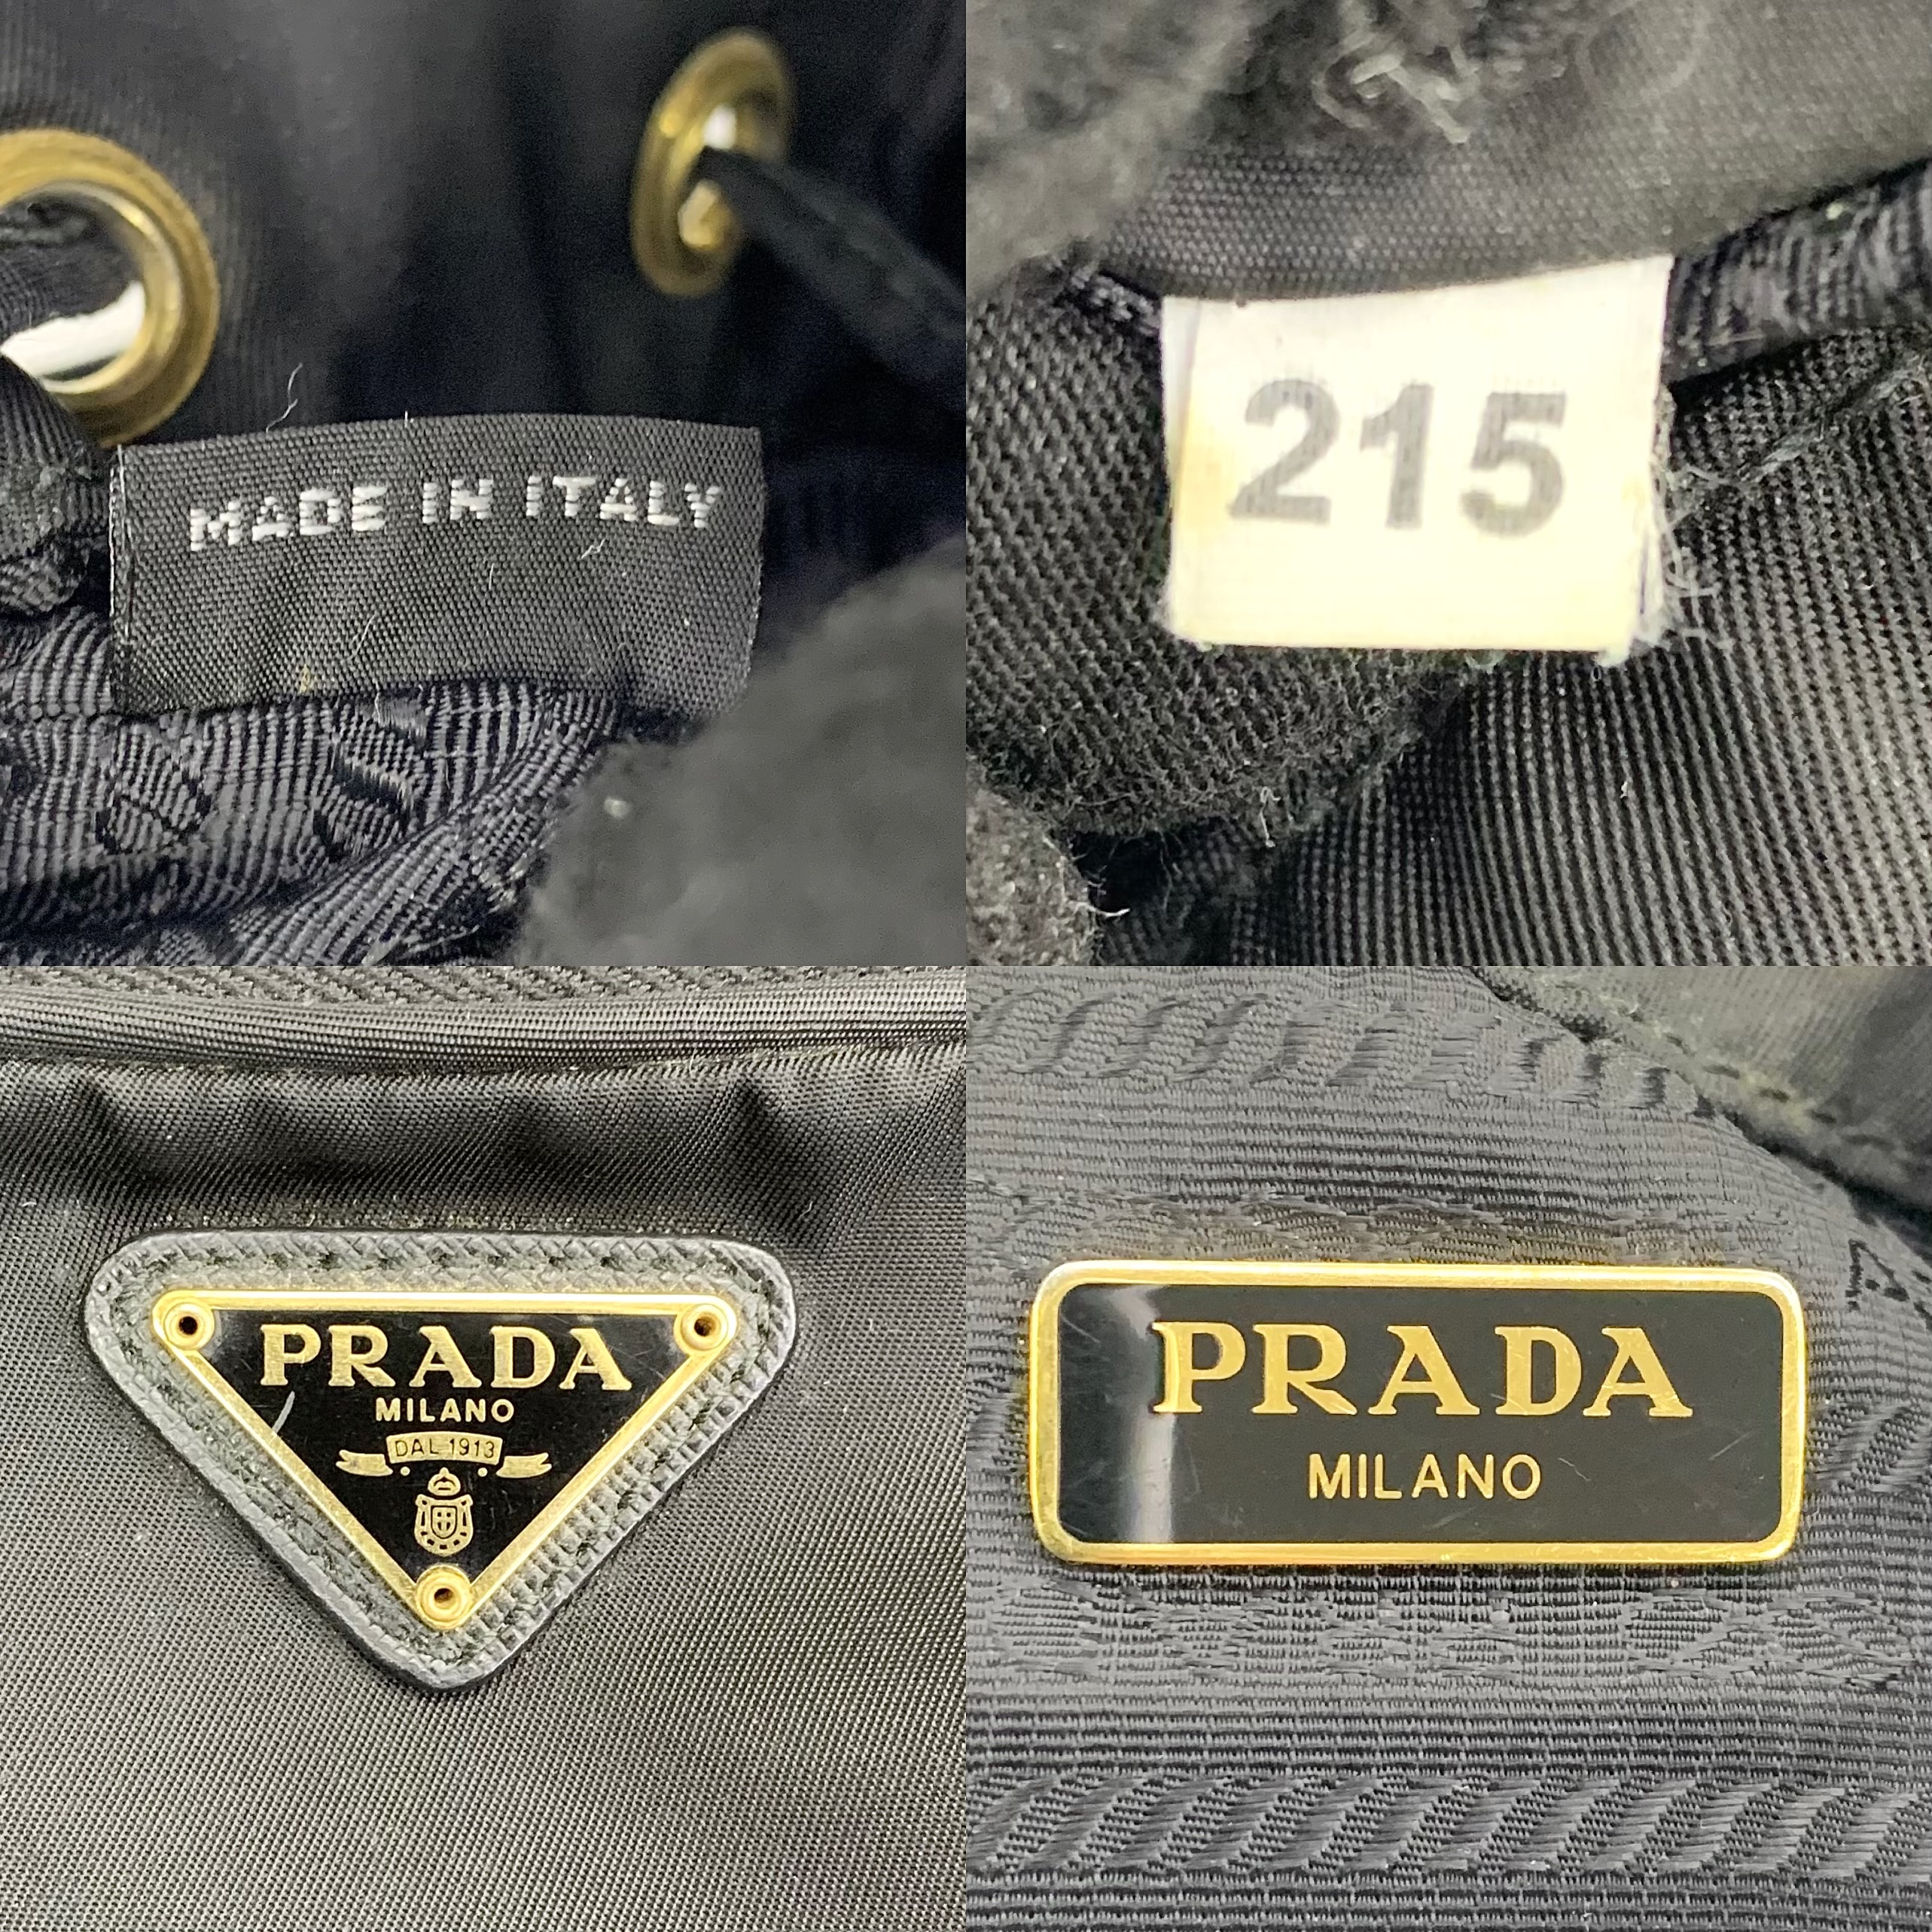 MADE IN ITALY
215
PRADA
MILANO
DAL 1913
PRADA
MILANO